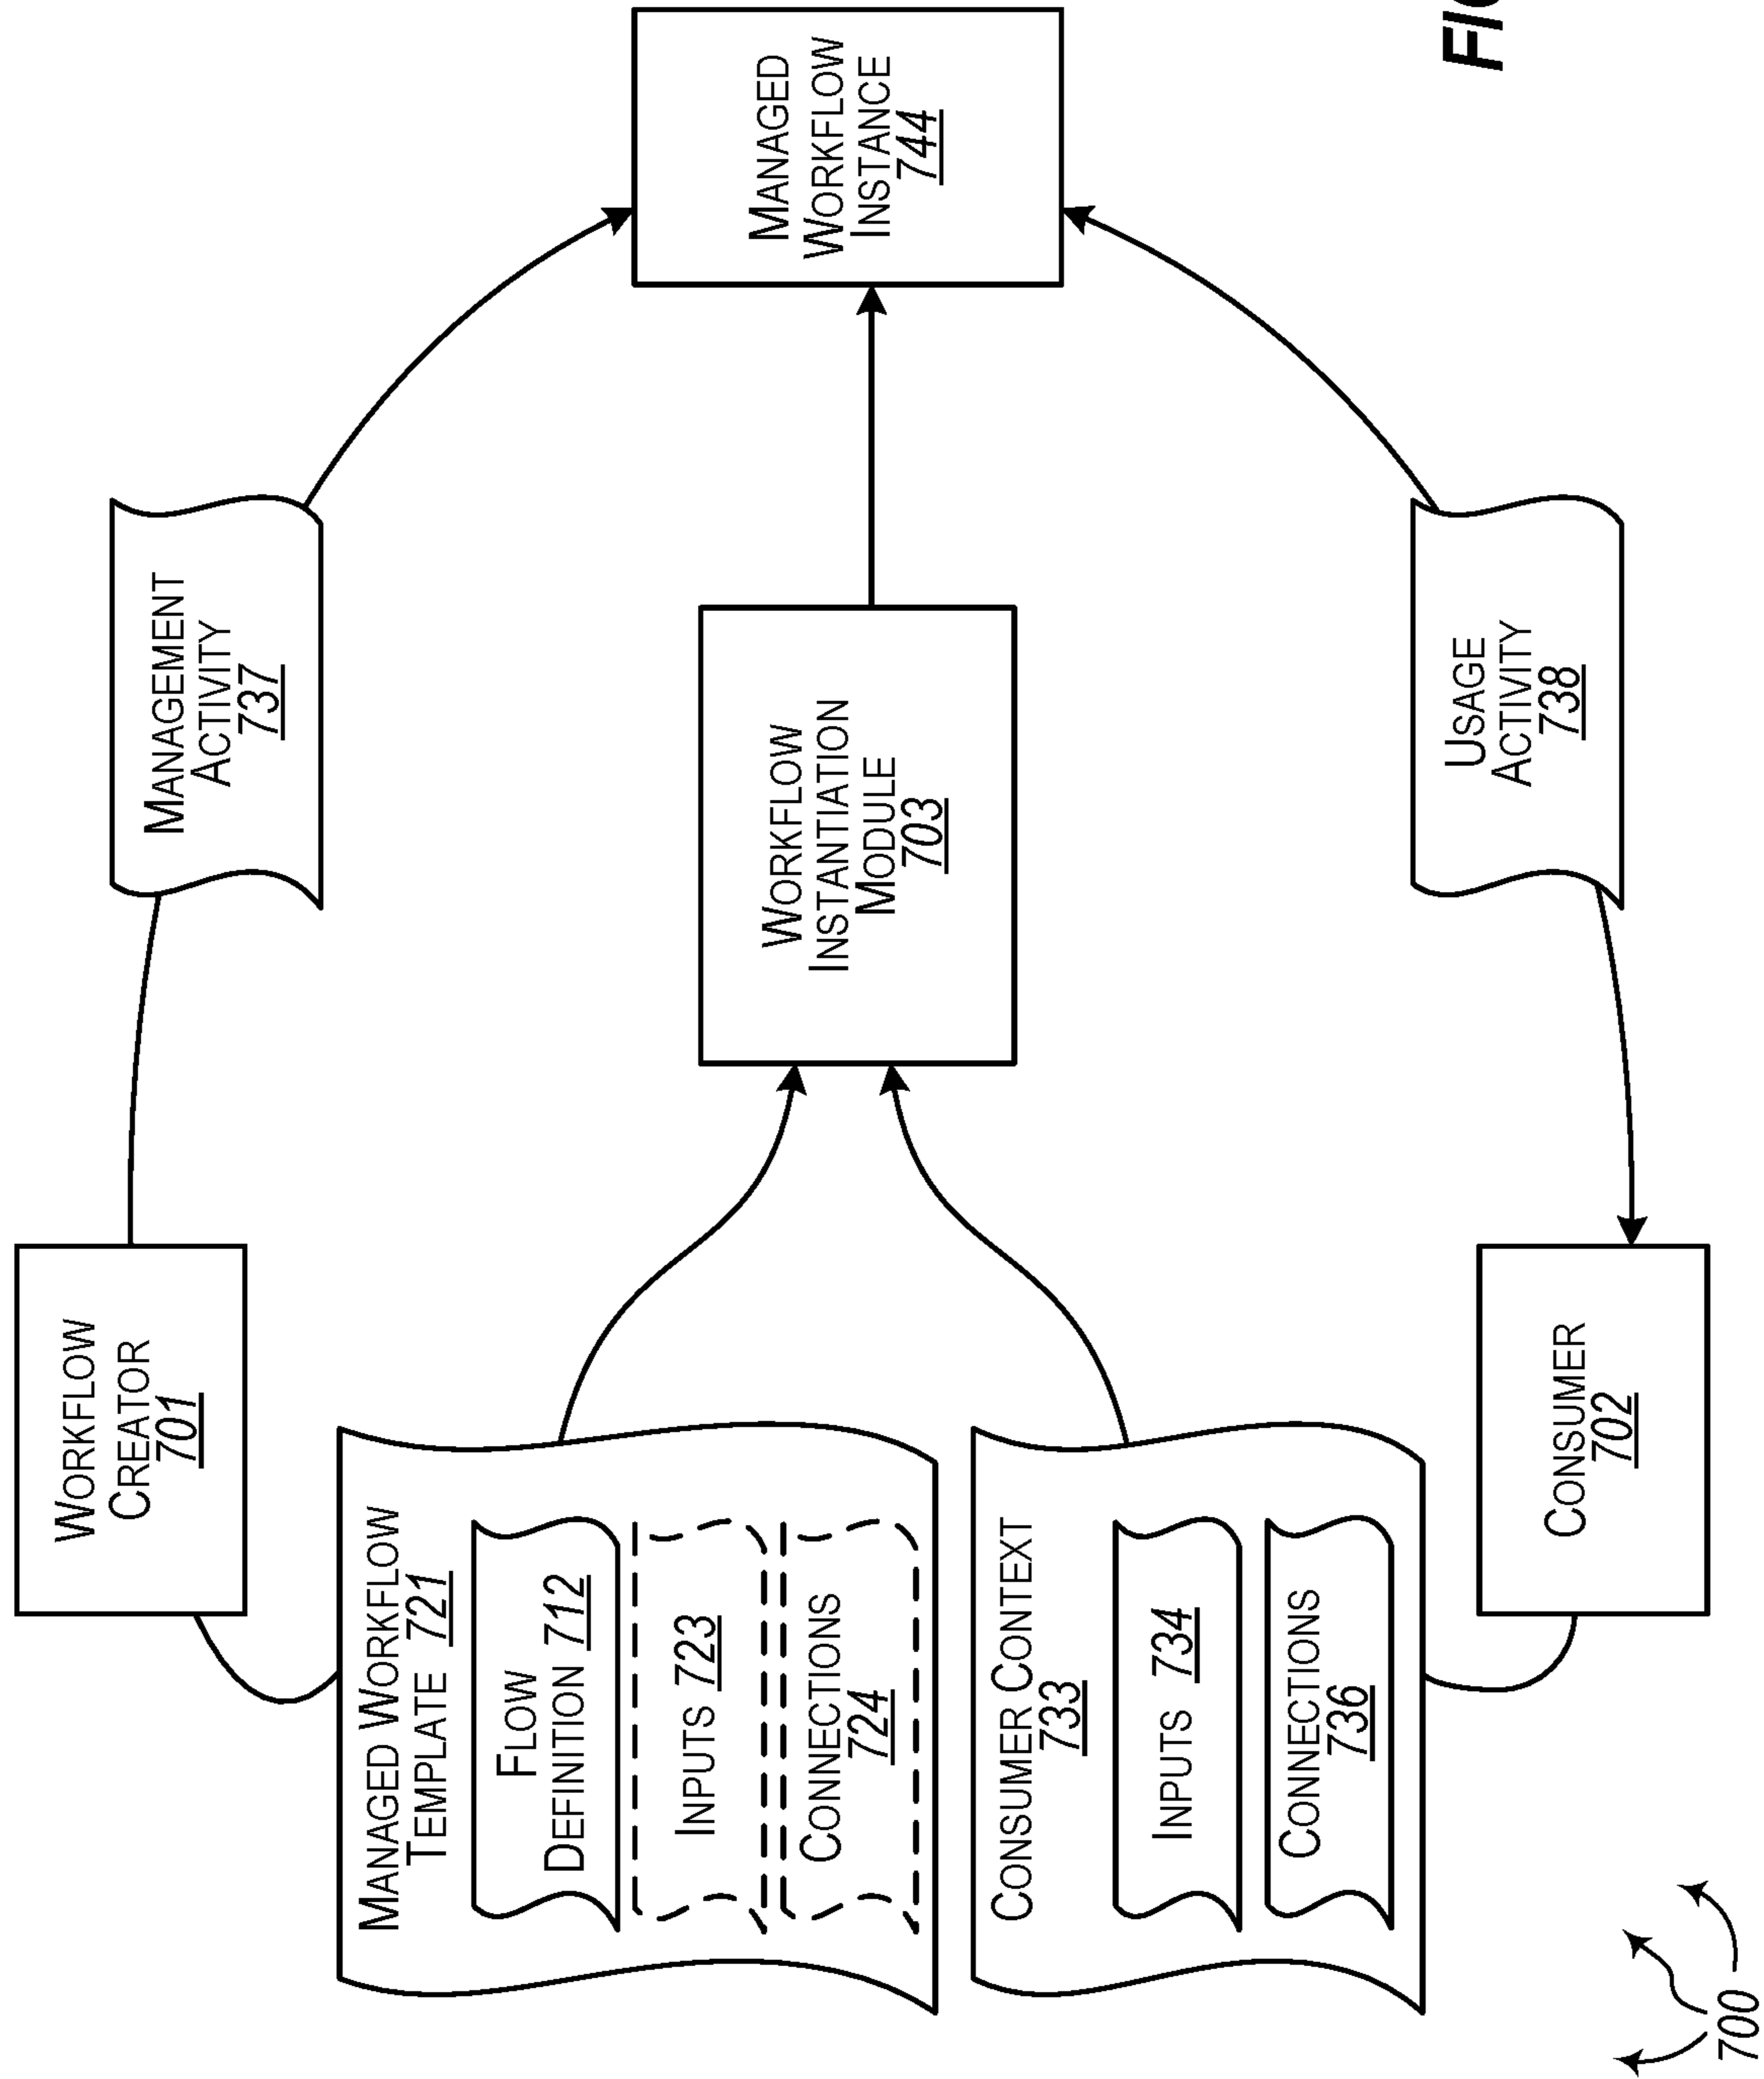 WORKFLOW
CREATOR
701
MANAGEMENT
ACTIVITY
737
MANAGED WORKFLOW
TEMPLATE 721
FLOW
DEFINITION 712
INPUTS 723
CONNECTIONS
724
WORKFLOW
INSTANTIATION
MODULE
703
MANAGED
WORKFLOW
INSTANCE
744
CONSUMER CONTEXT
733
INPUTS 734
CONNECTIONS
736
CONSUMER
702
USAGE
ACTIVITY
738
700